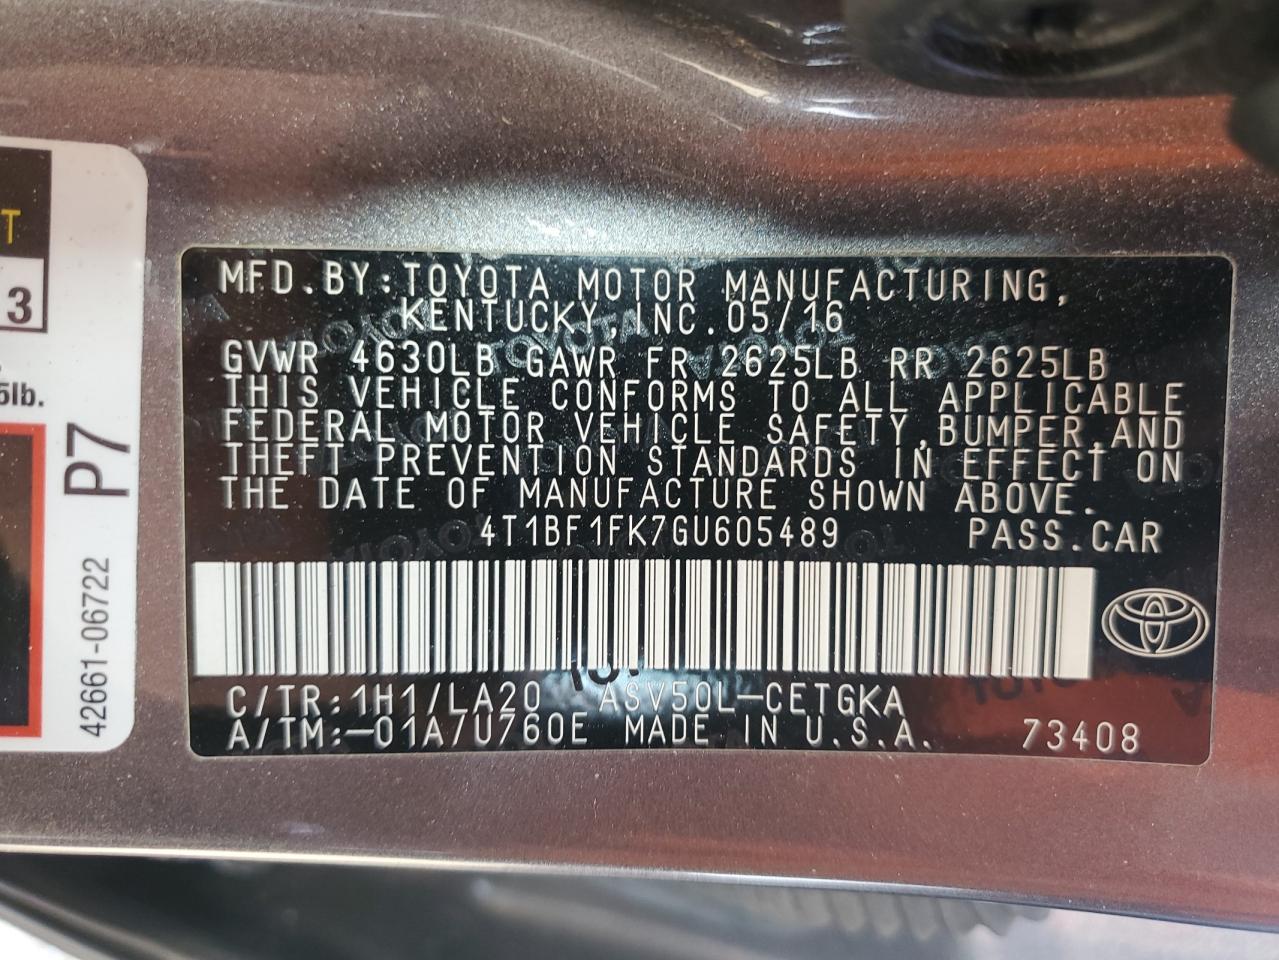 T
3
5lb.
P7
42661-06722
MFD.BY:TOYOTA MOTOR MANUFACTURING,
KENTUCKY,INC.05/16
GVWR 4630LB GAWR FR 2625LB RR 2625LB
THIS VEHICLE CONFORMS TO ALL APPLICABLE
FEDERAL MOTOR VEHICLE SAFETY,BUMPER,AND
THEFT PREVENTION STANDARDS IN EFFECT ON
THE DATE OF MANUFACTURE SHOWN ABOVE.
4T1BF1FK7GU605489 PASS.CAR
C/TR:1H1/LA20 ASV50L-CETGKA
A/TM:-01A/U760E MADE IN U.S.A. 73408